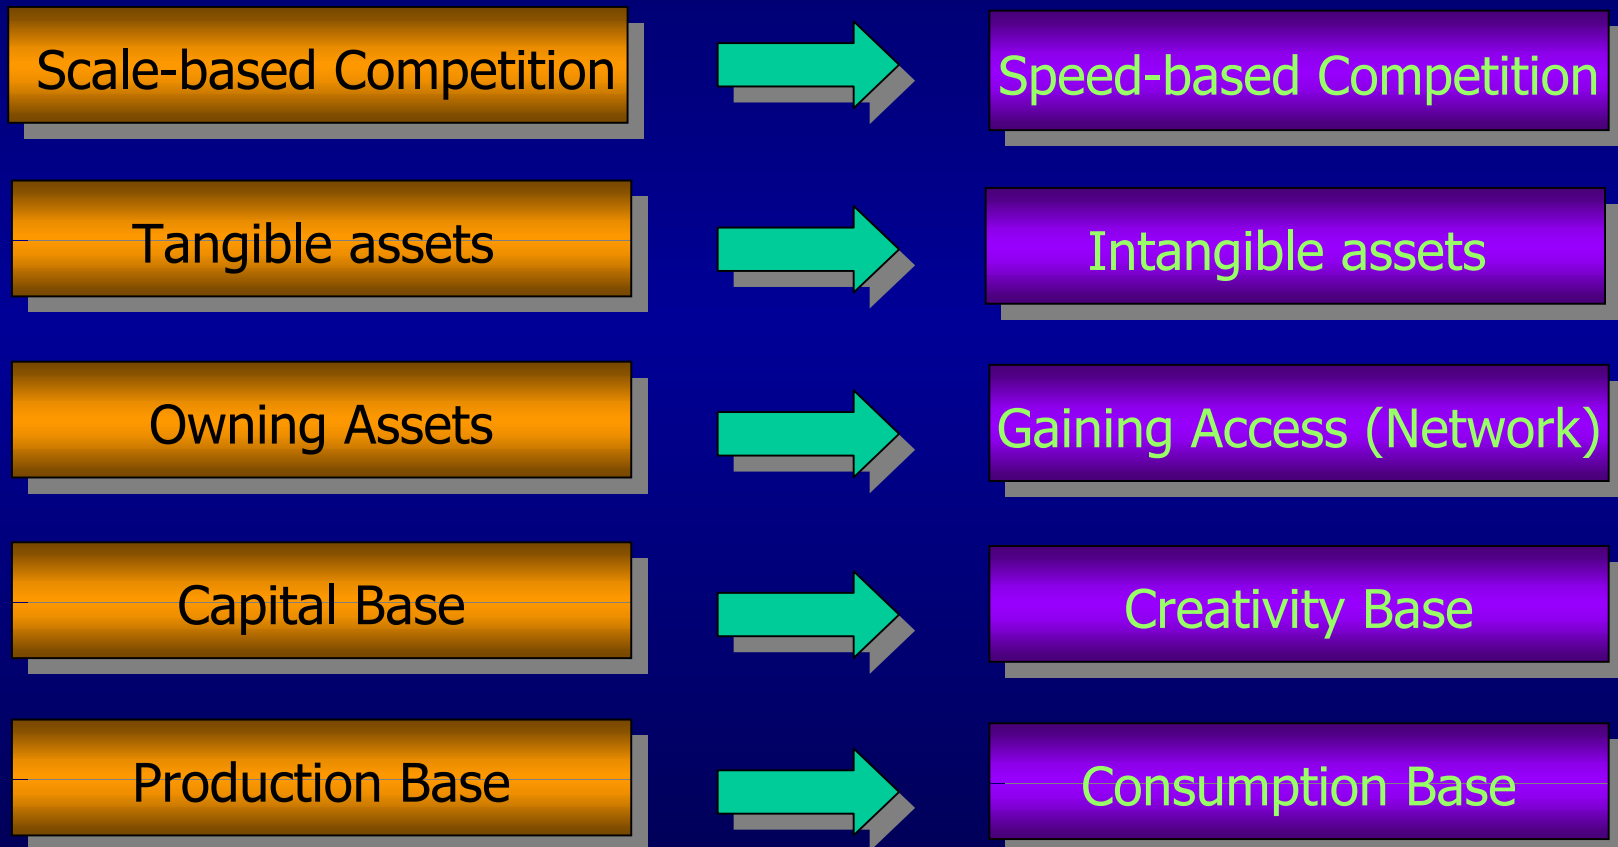 Scale-based Competition
Speed-based Competition
Tangible assets
Intangible assets
Owning Assets
Gaining Access (Network)
Capital Base
Creativity Base
Production Base
Consumption Base